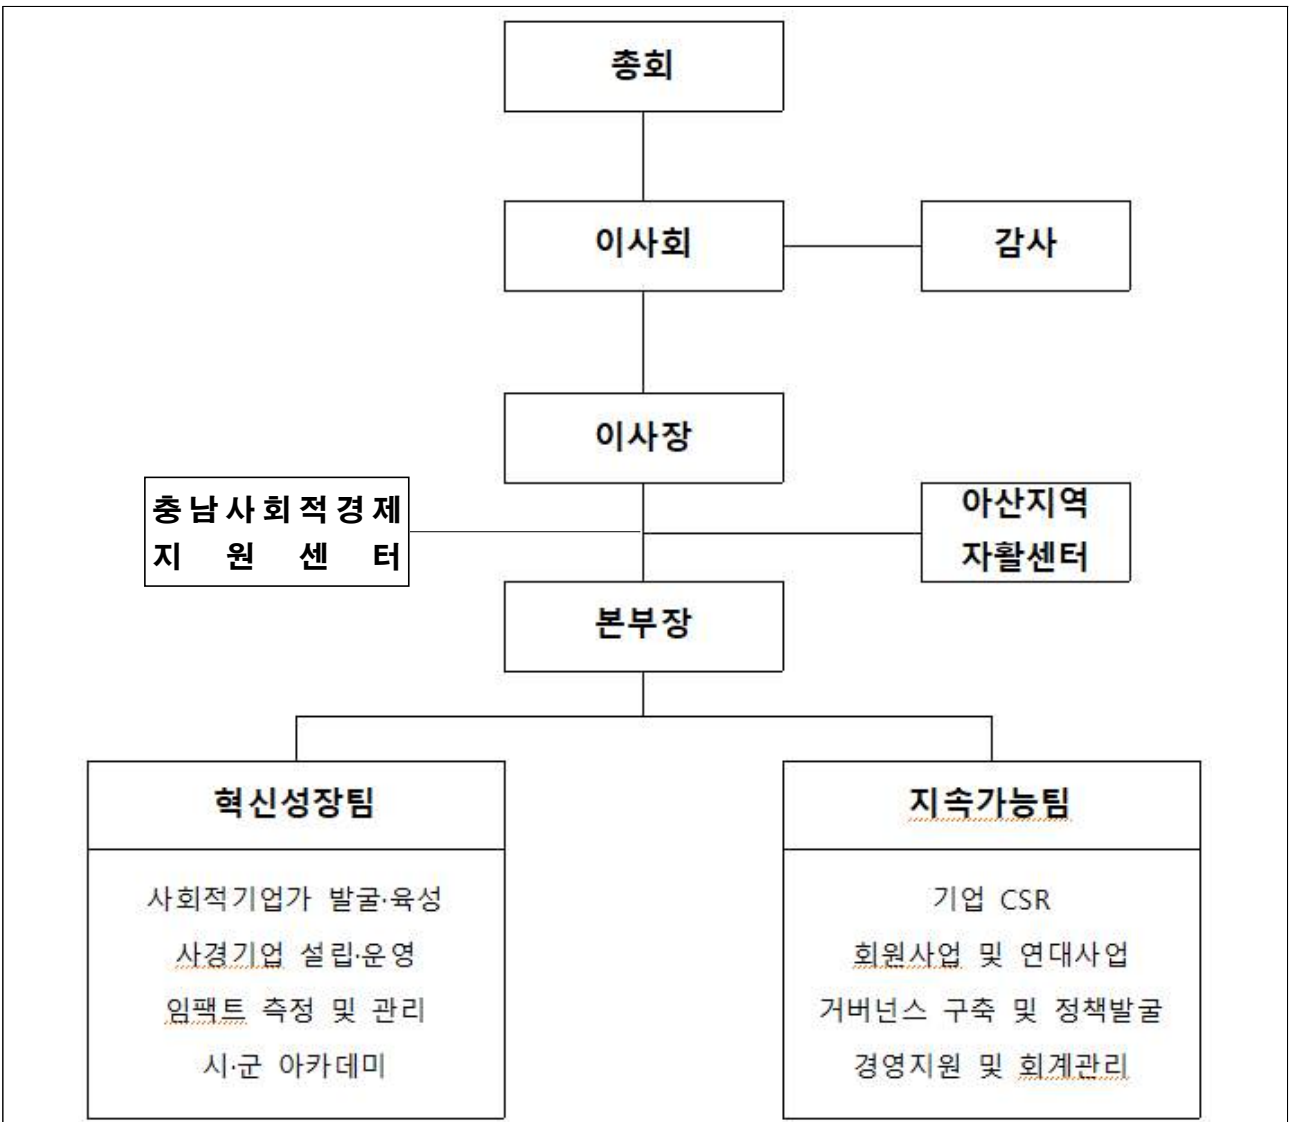 총회
이사회
감사
이사장
충남사회적경제
지원센터
아산지역
자활센터
본부장
혁신성장팀
사회적기업가 발굴·육성
사경기업 설립·운영
임팩트 측정 및 관리
시·군 아카데미
지속가능팀
기업 CSR
회원사업 및 연대사업
거버넌스 구축 및 정책발굴
경영지원 및 회계관리